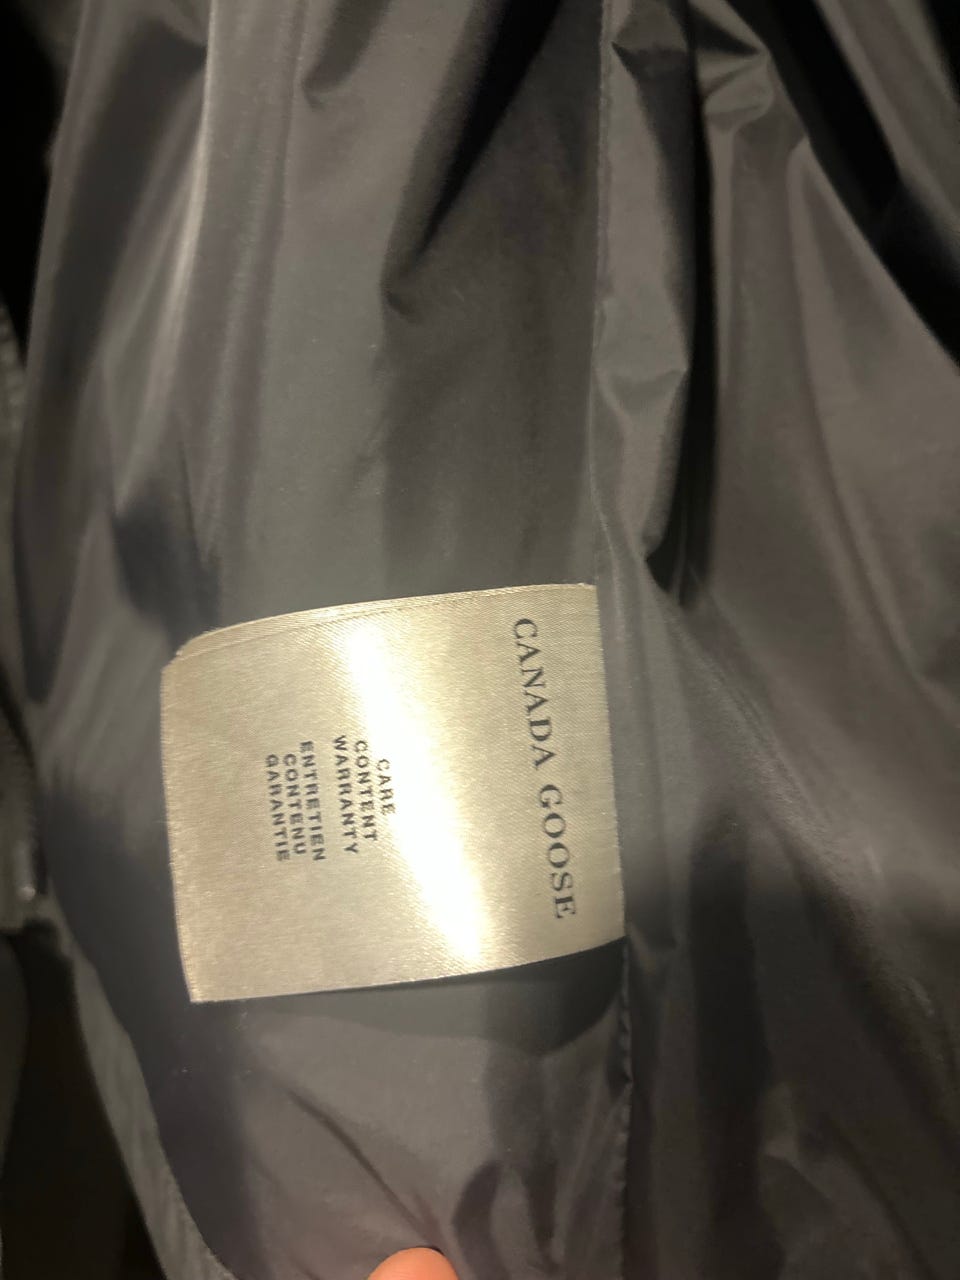 CANADA GOOSE
CARE
CONTENT
WARRANTY
ENTRETIEN
CONTENU
GARANTIE